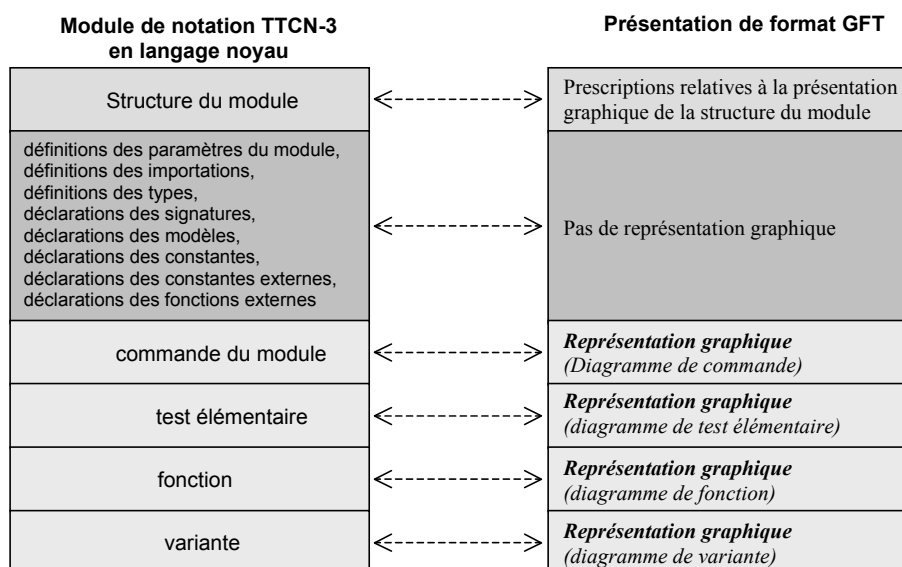 Module de notation TTCN-3
en langage noyau
Présentation de format GFT
Structure du module
Prescriptions relatives à la présentation
graphique de la structure du module
définitions des paramètres du module,
définitions des importations,
définitions des types,
déclarations des signatures,
déclarations des modèles,
déclarations des constantes,
déclarations des constantes externes,
déclarations des fonctions externes
Pas de représentation graphique
commande du module
Représentation graphique
(Diagramme de commande)
test élémentaire
Représentation graphique
(diagramme de test élémentaire)
fonction
Représentation graphique
(diagramme de fonction)
variante
Représentation graphique
(diagramme de variante)